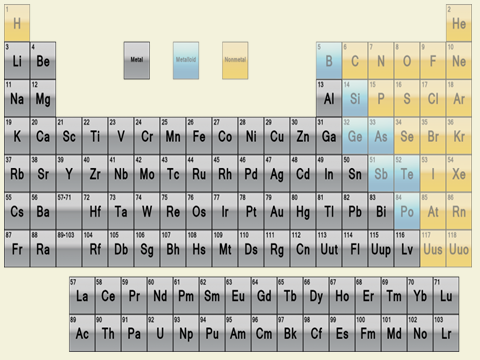 1 2
H He
3 4 5 6 7 8 9 10
Li Be Metal Metalloid Nonmetal B C N O F Ne
11 12 13 14 15 16 17 18
Na Mg Al Si P S Cl Ar
19 20 21 22 23 24 25 26 27 28 29 30 31 32 33 34 35 36
K Ca Sc Ti V Cr Mn Fe Co Ni Cu Zn Ga Ge As Se Br Kr
37 38 39 40 41 42 43 44 45 46 47 48 49 50 51 52 53 54
Rb Sr Y Zr Nb Mo Tc Ru Rh Pd Ag Cd In Sn Sb Te I Xe
55 56 57-71 72 73 74 75 76 77 78 79 80 81 82 83 84 85 86
Cs Ba Hf Ta W Re Os Ir Pt Au Hg Tl Pb Bi Po At Rn
87 88 89-103 104 105 106 107 108 109 110 111 112 113 114 115 116 117 118
Fr Ra Rf Db Sg Bh Hs Mt Ds Rg Cn Uut Fl Uup Lv Uus Uuo
57 58 59 60 61 62 63 64 65 66 67 68 69 70 71
La Ce Pr Nd Pm Sm Eu Gd Tb Dy Ho Er Tm Yb Lu
89 90 91 92 93 94 95 96 97 98 99 100 101 102 103
Ac Th Pa U Np Pu Am Cm Bk Cf Es Fm Md No Lr